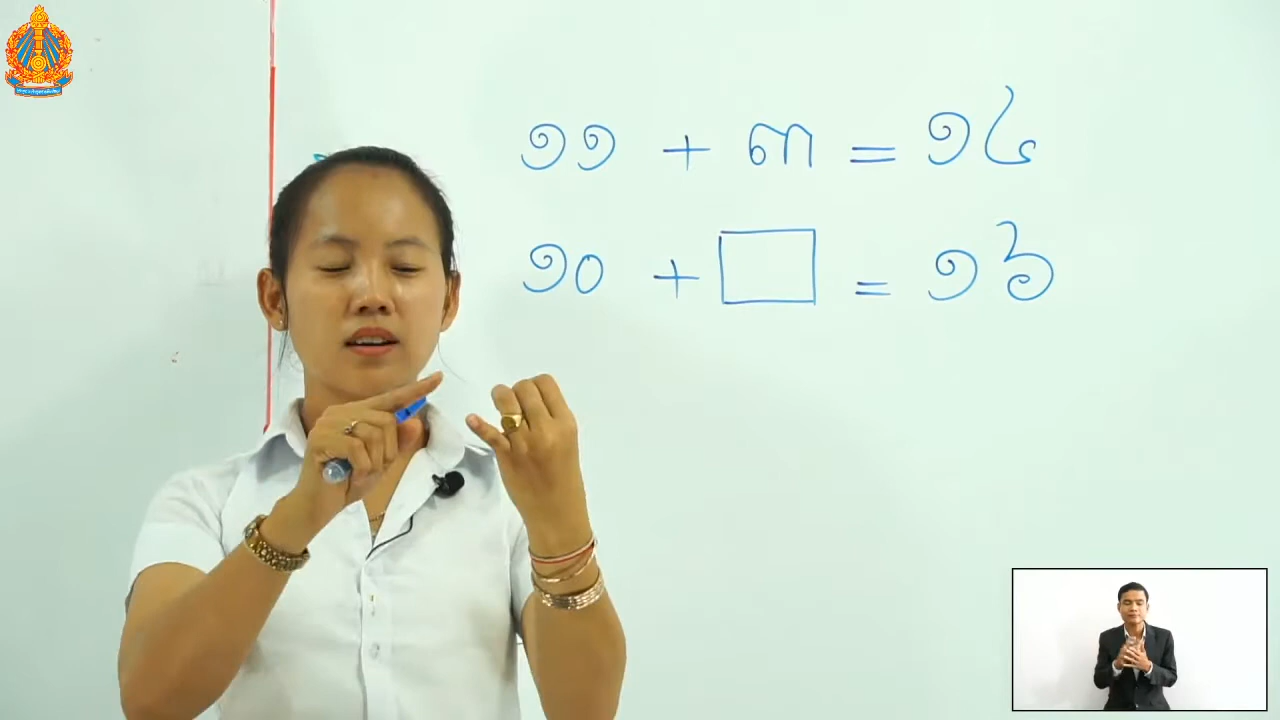 ១១ + ៣ = ១៤
១០ + □ = ១៦